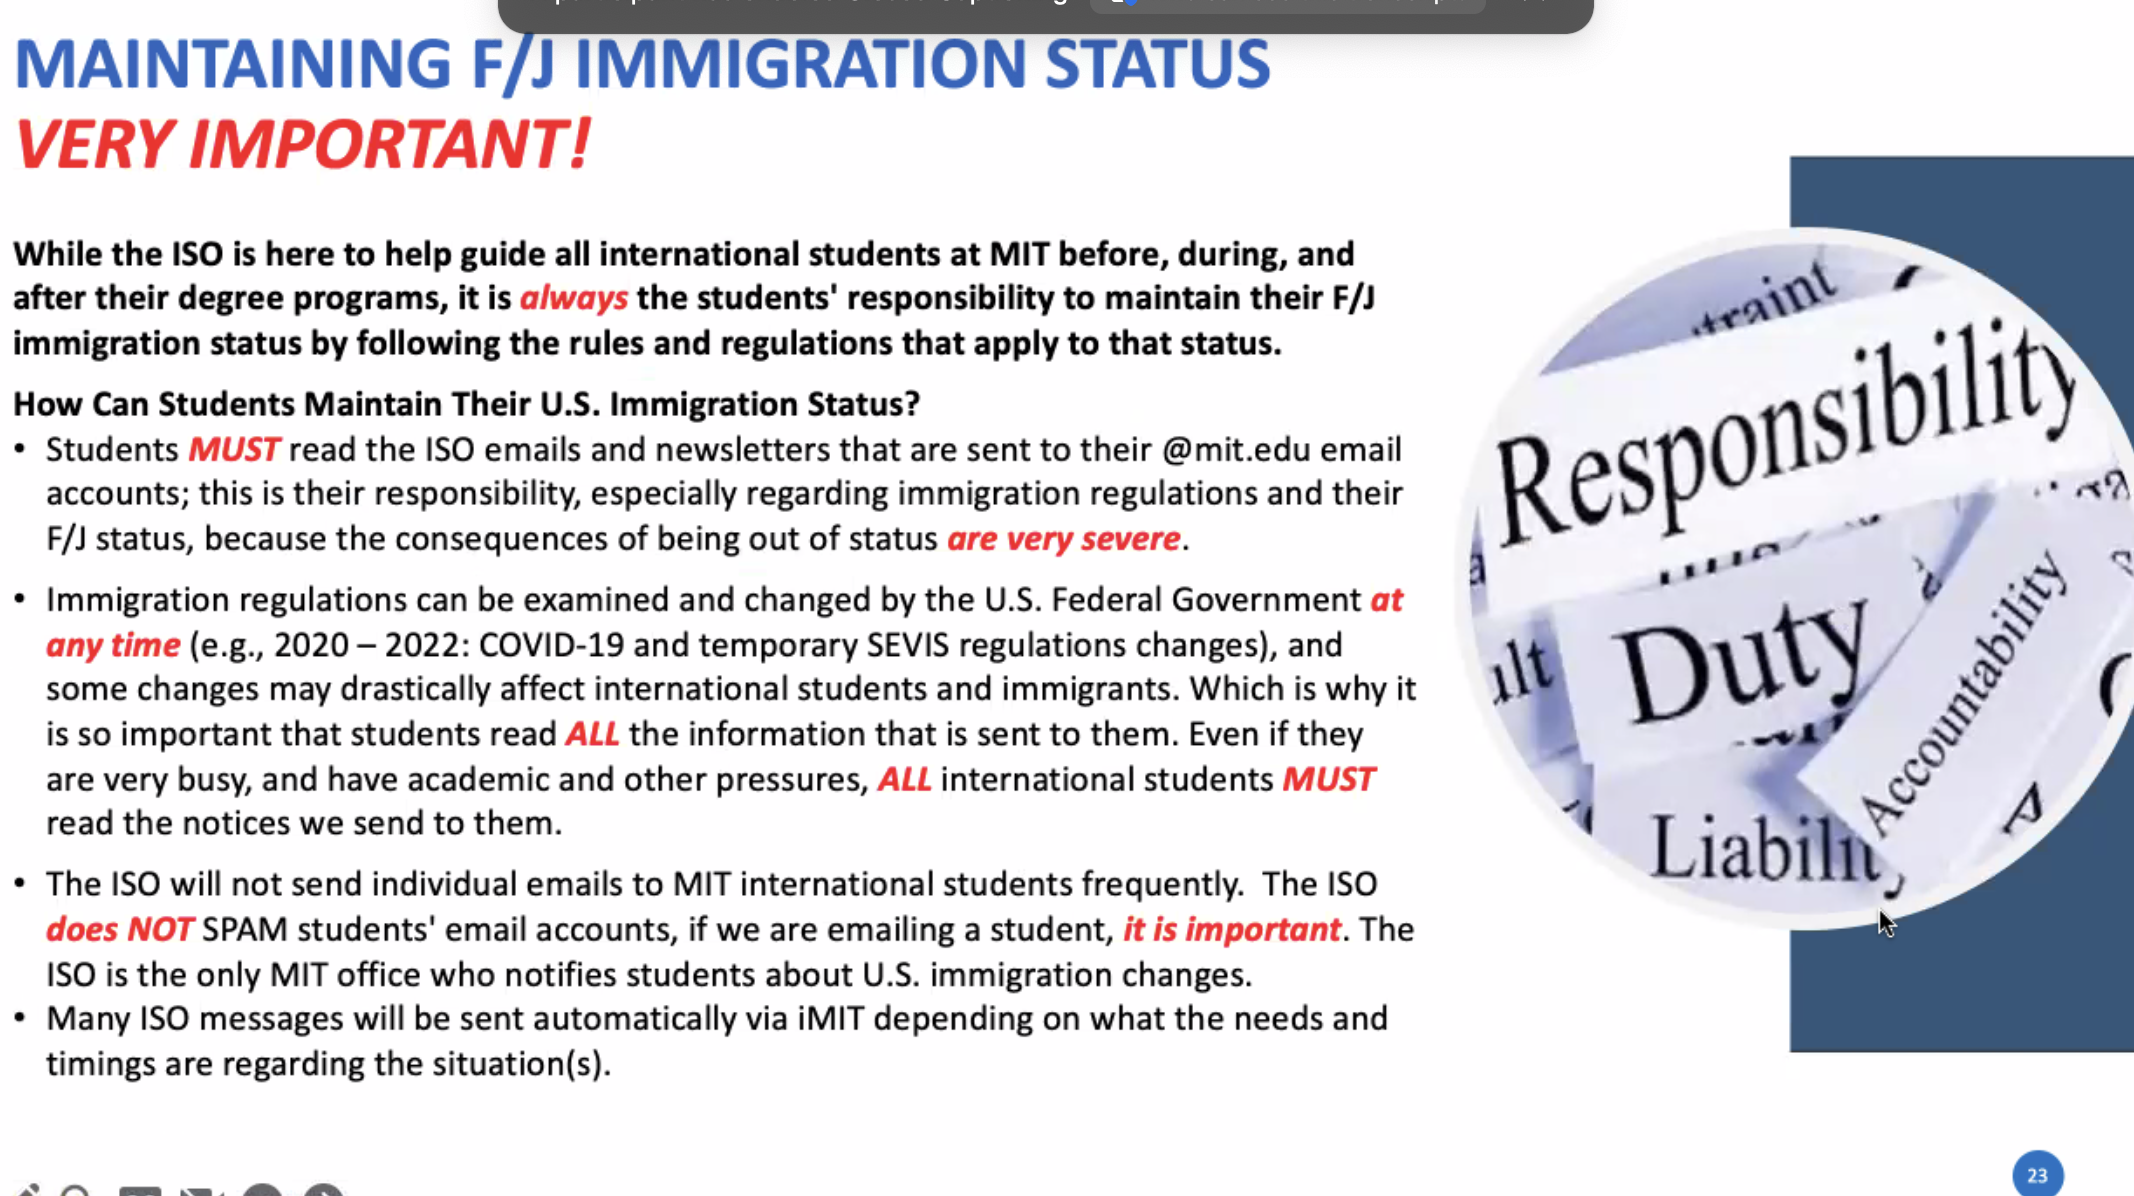 MAINTAINING F/J IMMIGRATION STATUS
VERY IMPORTANT!
While the ISO is here to help guide all international students at MIT before, during, and
after their degree programs, it is always the students' responsibility to maintain their F/J
immigration status by following the rules and regulations that apply to that status.
How Can Students Maintain Their U.S. Immigration Status?
• Students MUST read the ISO emails and newsletters that are sent to their @mit.edu email
accounts; this is their responsibility, especially regarding immigration regulations and their
F/J status, because the consequences of being out of status are very severe.
• Immigration regulations can be examined and changed by the U.S. Federal Government at
any time (e.g., 2020 – 2022: COVID-19 and temporary SEVIS regulations changes), and
some changes may drastically affect international students and immigrants. Which is why it
is so important that students read ALL the information that is sent to them. Even if they
are very busy, and have academic and other pressures, ALL international students MUST
read the notices we send to them.
• The ISO will not send individual emails to MIT international students frequently.  The ISO
does NOT SPAM students' email accounts, if we are emailing a student, it is important. The
ISO is the only MIT office who notifies students about U.S. immigration changes.
• Many ISO messages will be sent automatically via iMIT depending on what the needs and
timings are regarding the situation(s).
traint
Responsibility
ult
Duty
Accountability
Liability
23